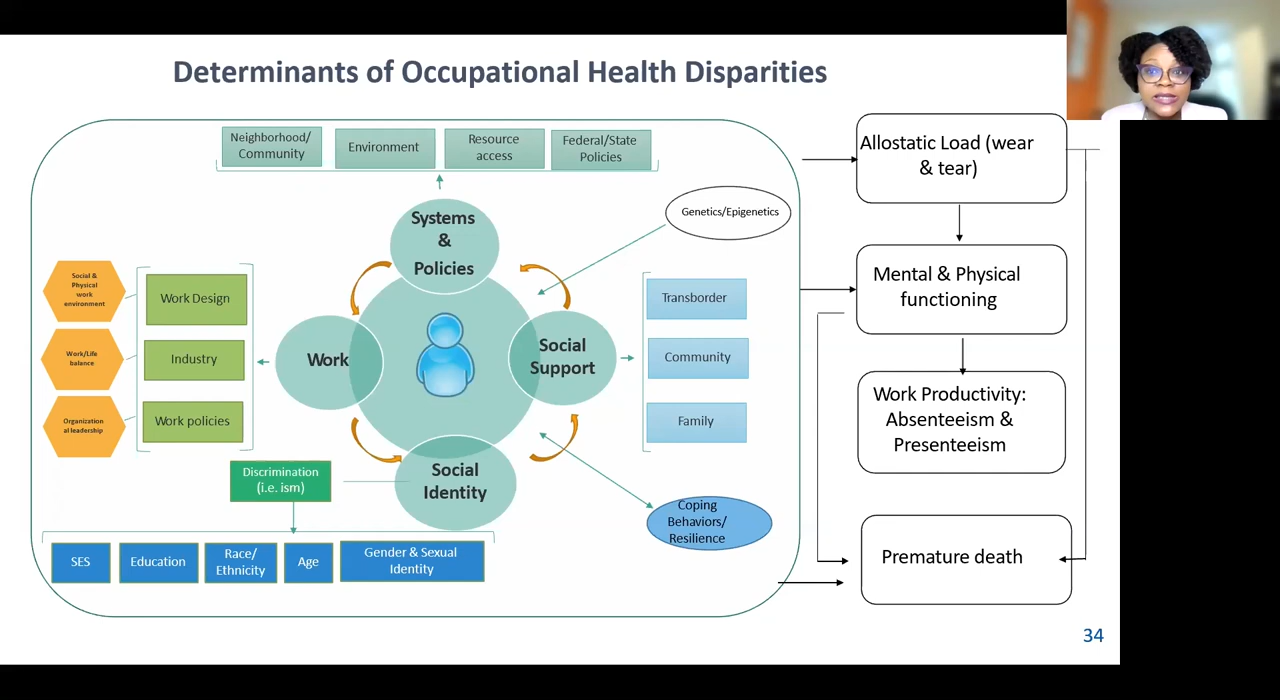 Determinants of Occupational Health Disparities
Neighborhood/
Community
Environment
Resource
access
Federal/State
Policies
Systems
&
Policies
Genetics/Epigenetics
Social &
Physical
work
environment
Work/Life
balance
Organization
al leadership
Work Design
Industry
Work policies
Work
Social
Support
Transborder
Community
Family
Social
Identity
Discrimination
(i.e. ism)
Coping
Behaviors/
Resilience
SES
Education
Race/
Ethnicity
Age
Gender & Sexual
Identity
Allostatic Load (wear
& tear)
Mental & Physical
functioning
Work Productivity:
Absenteeism &
Presenteeism
Premature death
34